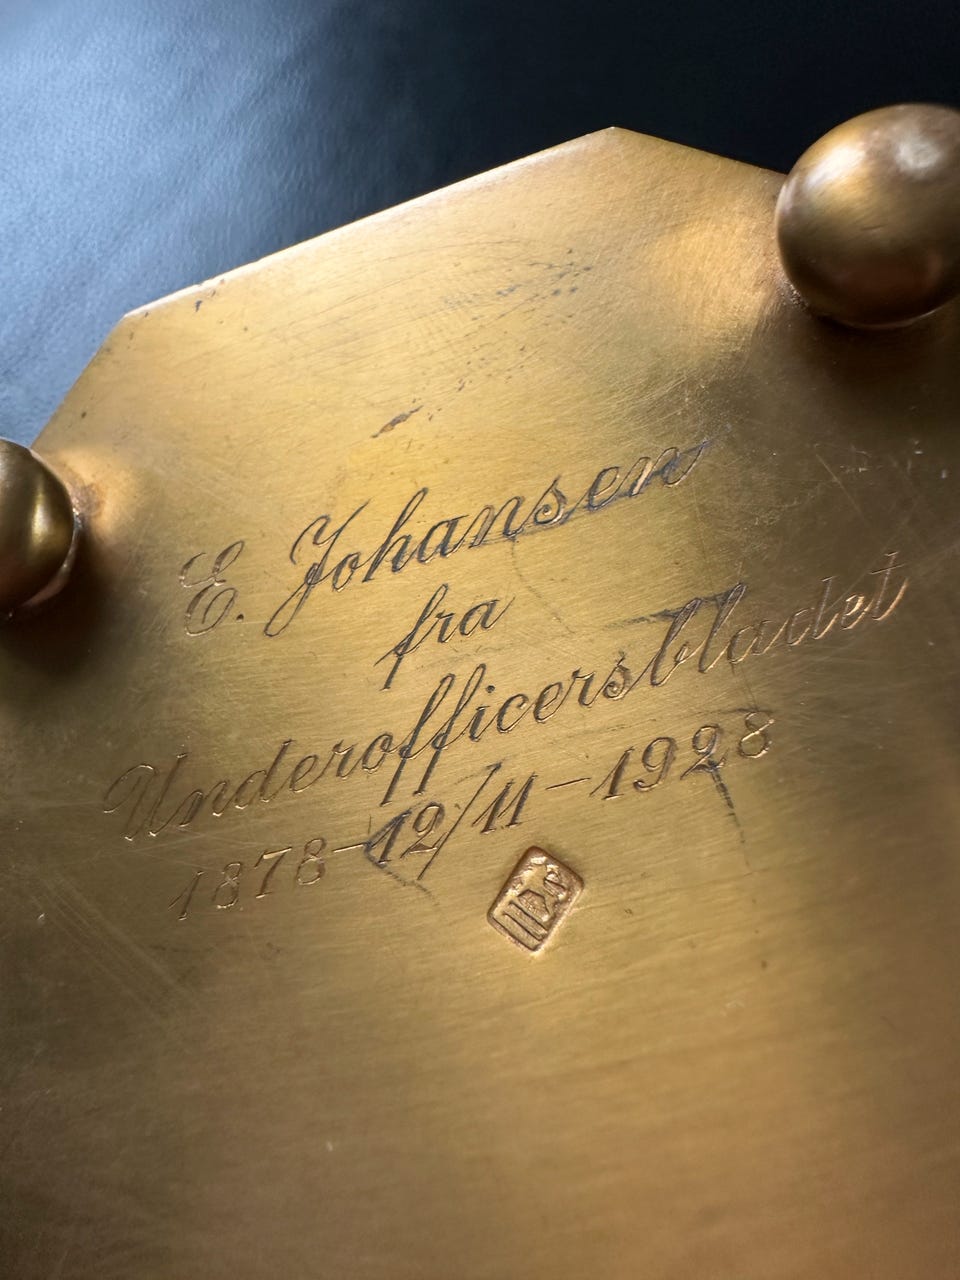 E. Johansen
fra
Underofficersbladet
1878-12/11-1928